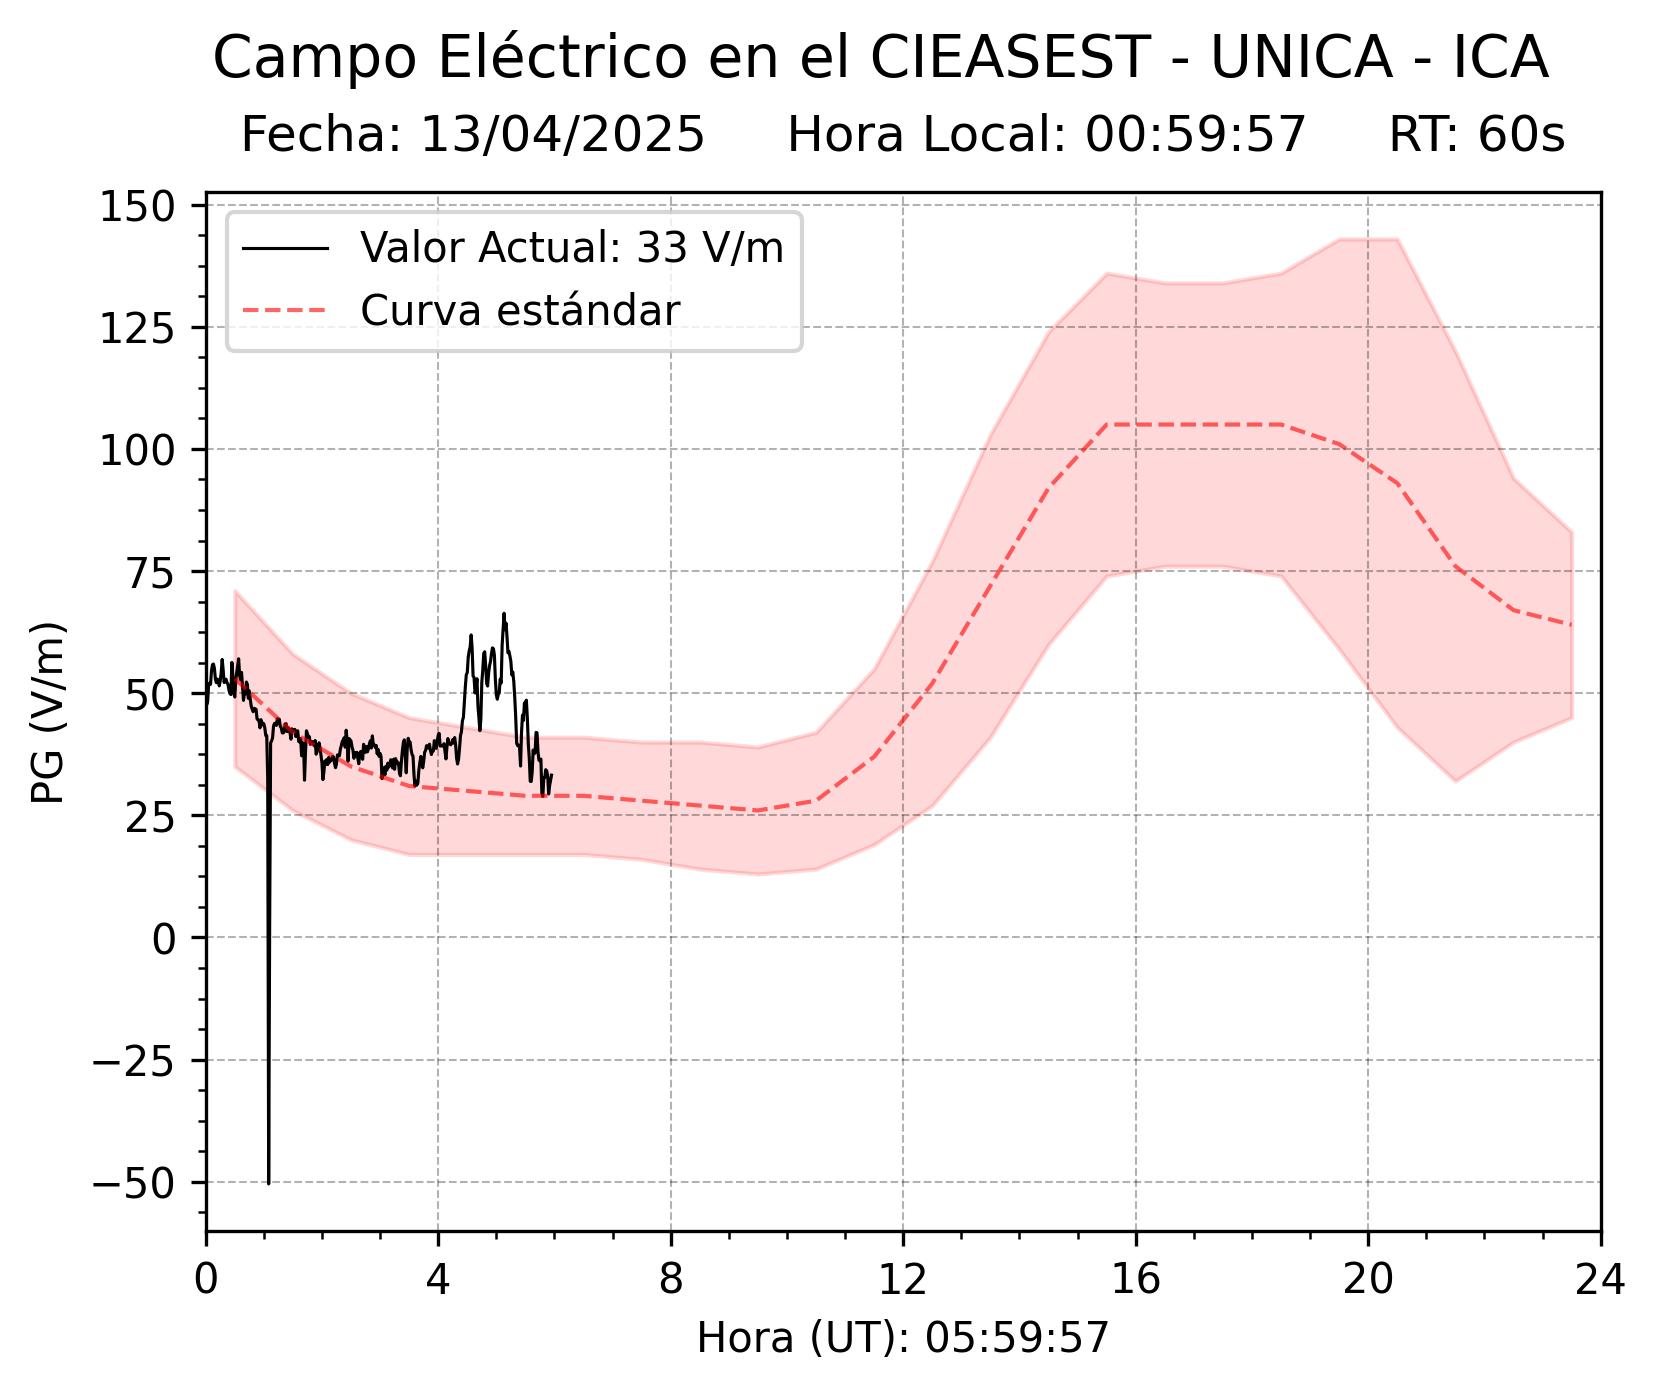 Campo Eléctrico en el CIEASEST - UNICA - ICA
Fecha: 13/04/2025 Hora Local: 00:59:57 RT: 60s
Valor Actual: 33 V/m
Curva estándar
PG (V/m)
150
125
100
75
50
25
0
−25
−50
0 4 8 12 16 20 24
Hora (UT): 05:59:57